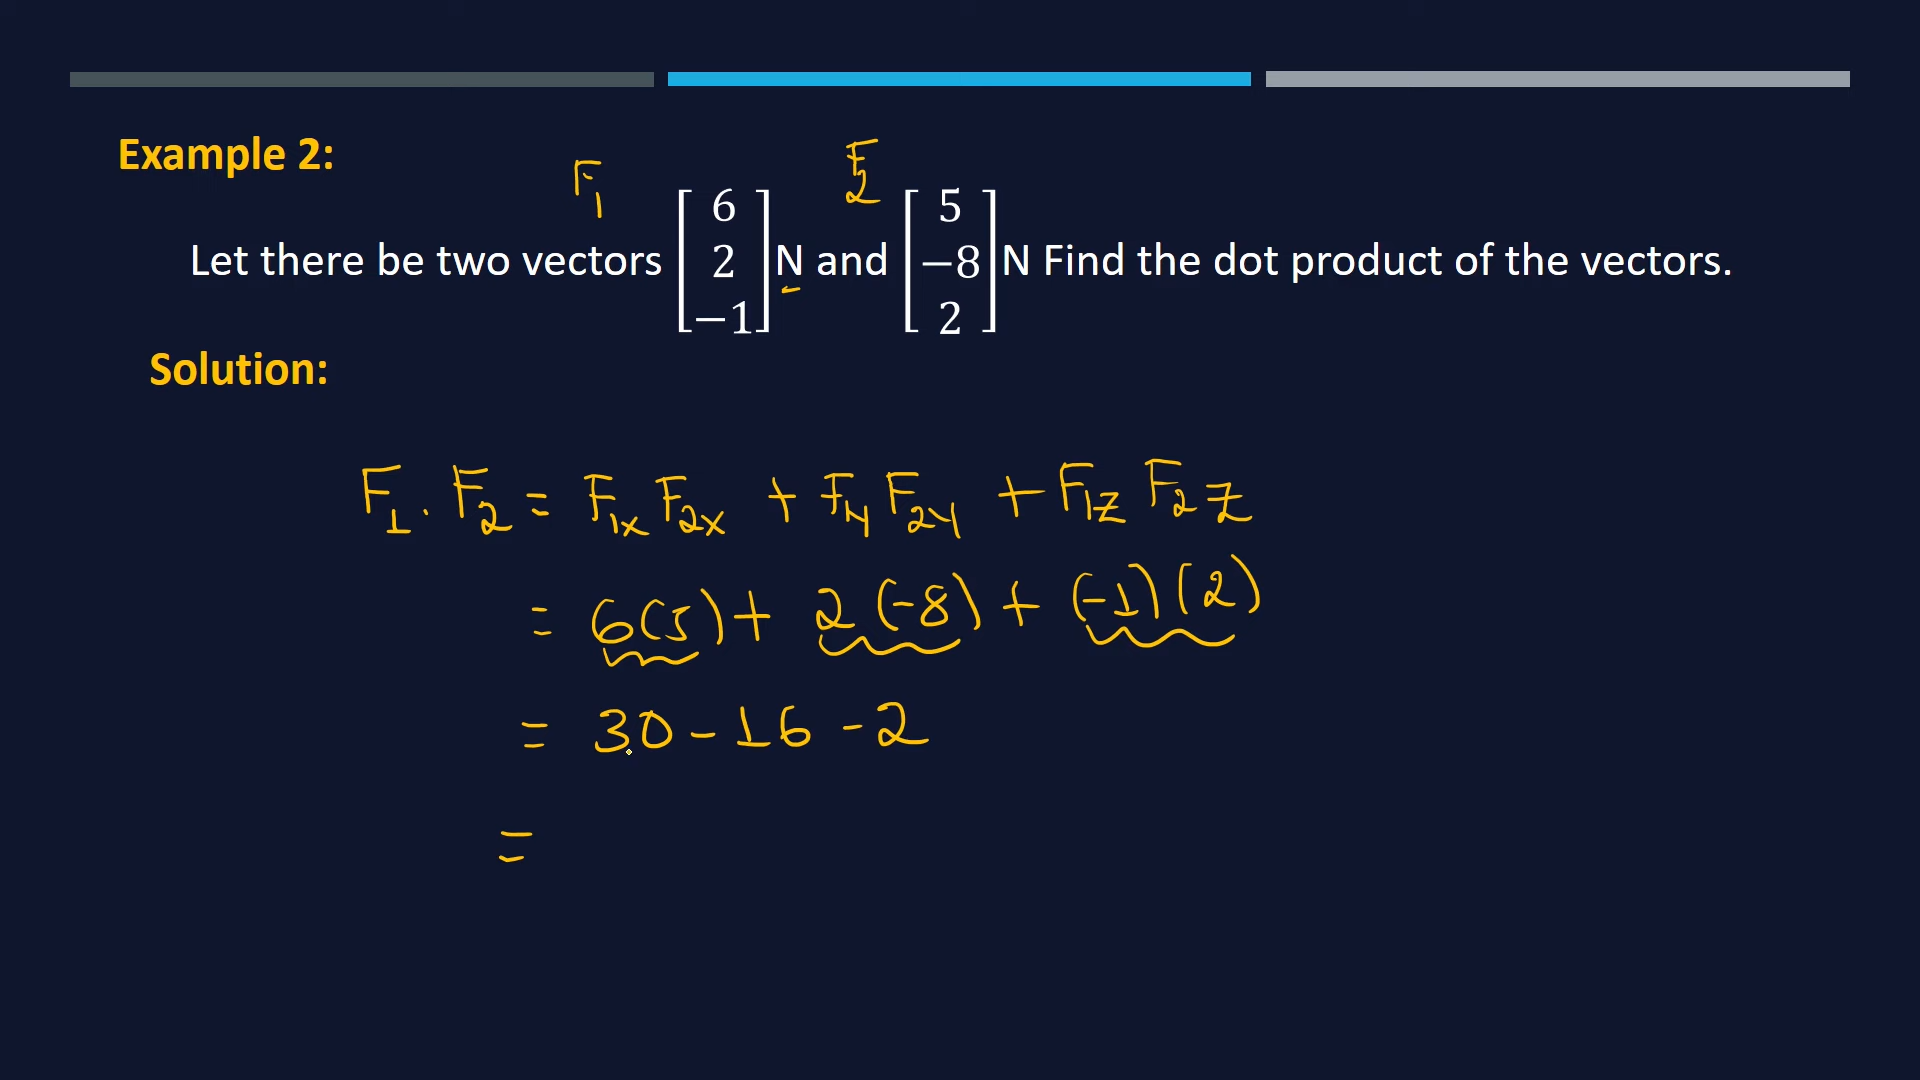 Example 2:
F₁ F₂
Let there be two vectors [6 2 −1] N and [5 −8 2] N Find the dot product of the vectors.
Solution:
F₁ . F₂ = F₁ₓ F₂ₓ + F₁y F₂y + F₁z F₂z
= 6(5) + 2(-8) + (-1)(2)
= 30 - 16 - 2
=